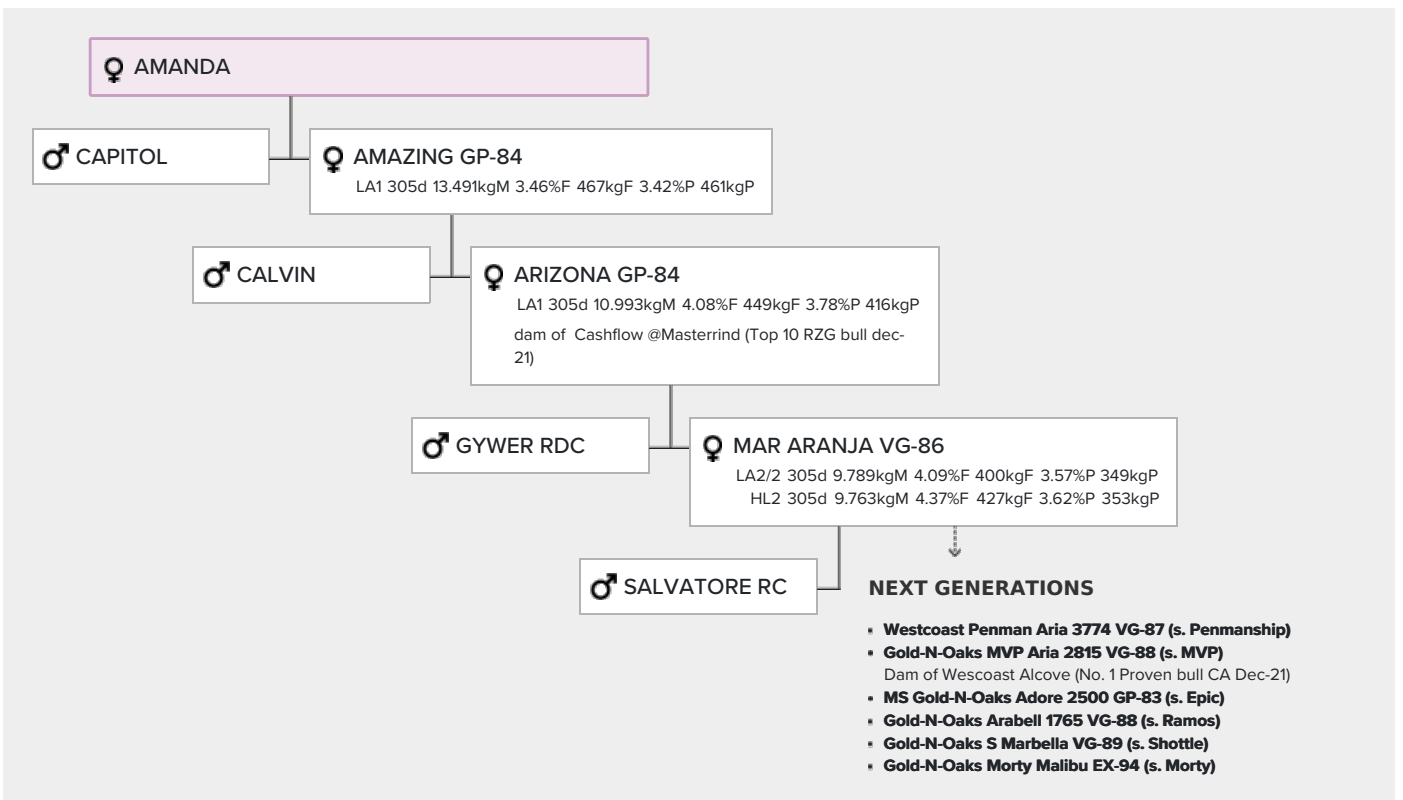 AMANDA
CAPITOL
AMAZING GP-84
LA1 305d 13.491kgM 3.46%F 467kgF 3.42%P 461kgP
CALVIN
ARIZONA GP-84
LA1 305d 10.993kgM 4.08%F 449kgF 3.78%P 416kgP
dam of Cashflow @Masterrind (Top 10 RZG bull dec-
21)
GYWER RDC
MAR ARANJA VG-86
LA2/2 305d 9.789kgM 4.09%F 400kgF 3.57%P 349kgP
HL2 305d 9.763kgM 4.37%F 427kgF 3.62%P 353kgP
SALVATORE RC
NEXT GENERATIONS
Westcoast Penman Aria 3774 VG-87 (s. Penmanship)
Gold-N-Oaks MVP Aria 2815 VG-88 (s. MVP)
Dam of Wescoast Alcove (No. 1 Proven bull CA Dec-21)
MS Gold-N-Oaks Adore 2500 GP-83 (s. Epic)
Gold-N-Oaks Arabell 1765 VG-88 (s. Ramos)
Gold-N-Oaks S Marbella VG-89 (s. Shottle)
Gold-N-Oaks Morty Malibu EX-94 (s. Morty)